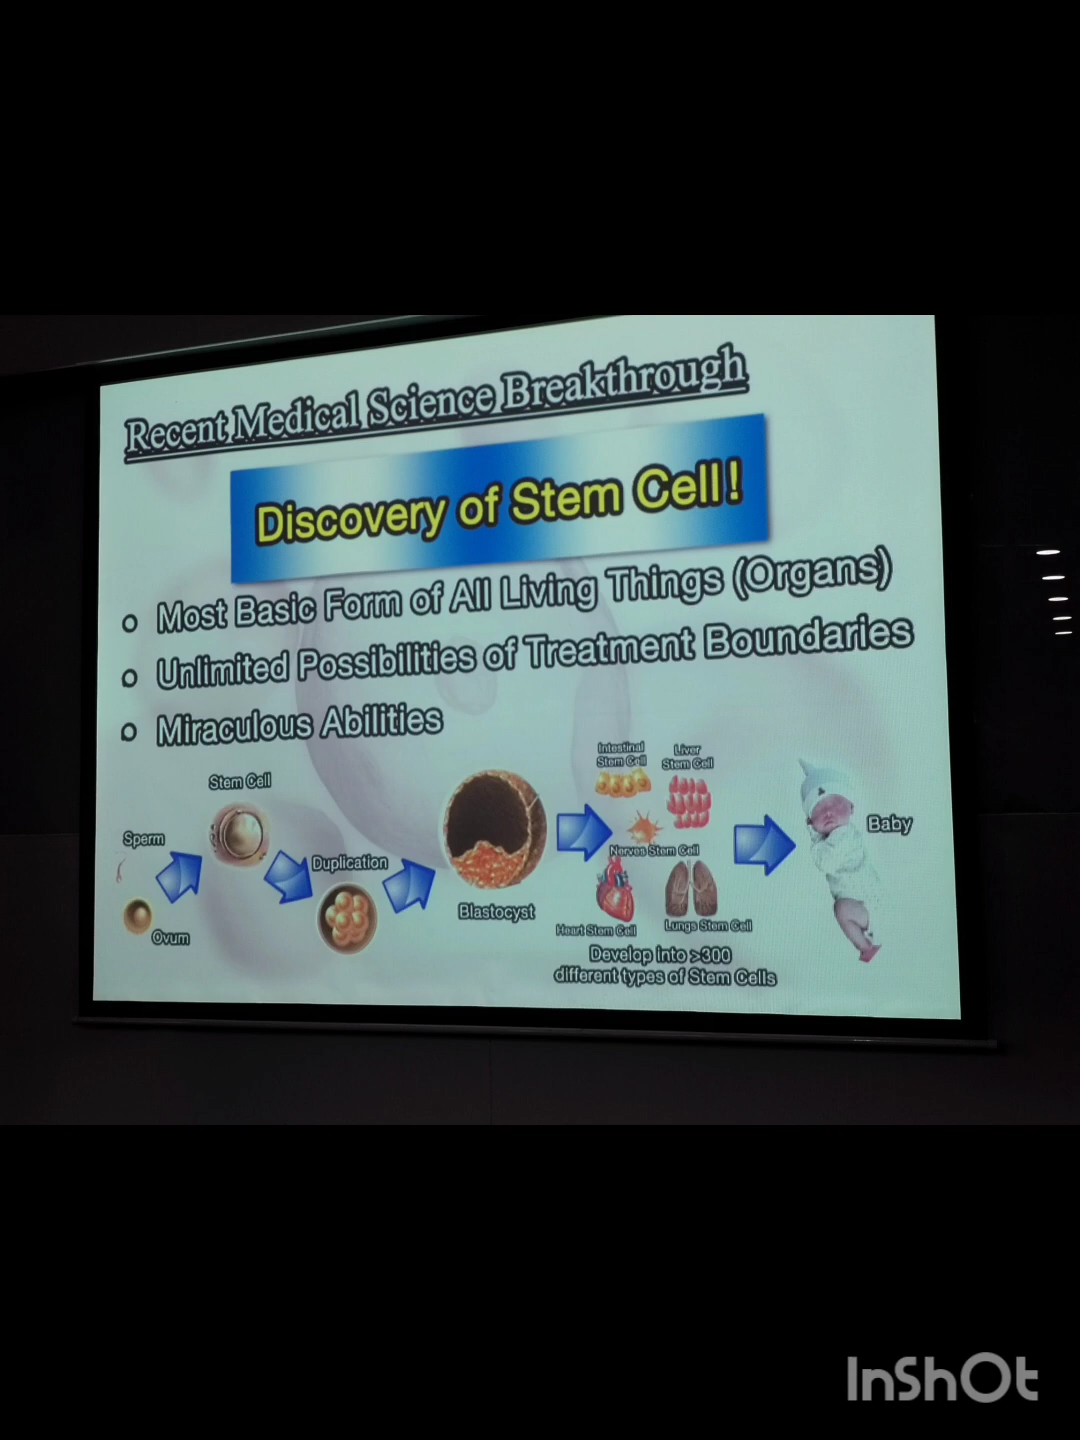 Recent Medical Science Breakthrough
Discovery of Stem Cell!
Most Basic Form of All Living Things (Organs)
Unlimited Possibilities of Treatment Boundaries
Miraculous Abilities
Sperm
Ovum
Stem Cell
Duplication
Blastocyst
Intestinal
Stem Cell
Liver
Stem Cell
Nerves Stem Cell
Heart Stem Cell
Lungs Stem Cell
Develop into >300
different types of Stem Cells
Baby
InShOt